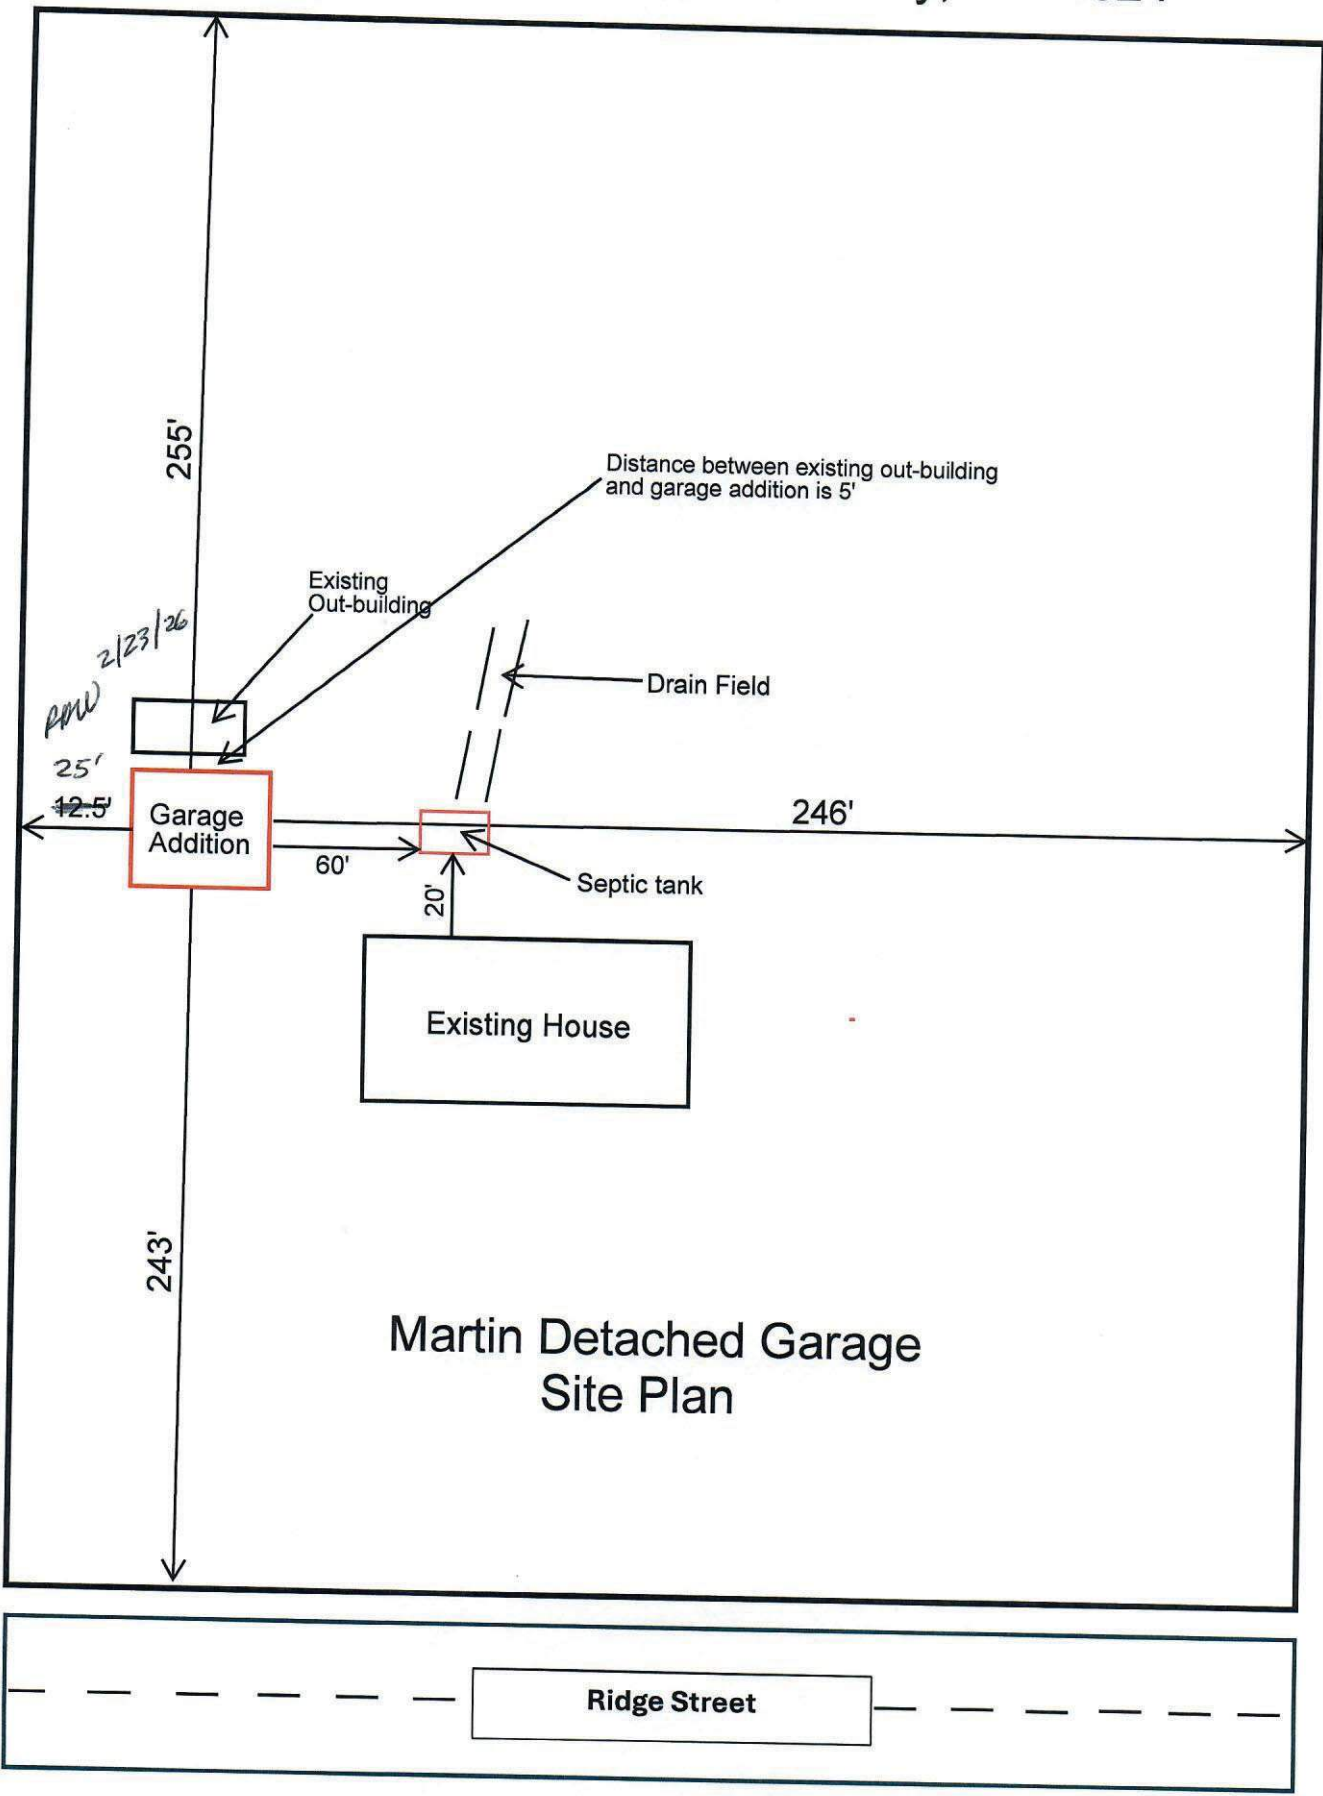 255'
Distance between existing out-building
and garage addition is 5'
Existing
Out-building
2/23/26
Drain Field
25'
12.5'
Garage
Addition
246'
60'
Septic tank
20'
Existing House
243'
Martin Detached Garage
Site Plan
Ridge Street